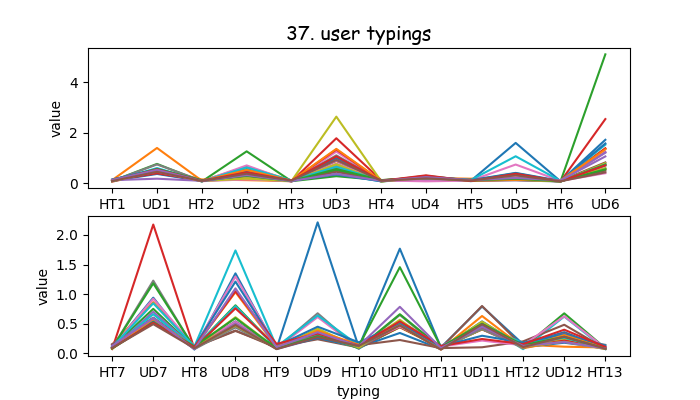 37. user typings
value
4
2
0
HT1 UD1 HT2 UD2 HT3 UD3 HT4 UD4 HT5 UD5 HT6 UD6
value
2.0
1.5
1.0
0.5
0.0
HT7 UD7 HT8 UD8 HT9 UD9 HT10 UD10 HT11 UD11 HT12 UD12 HT13
typing